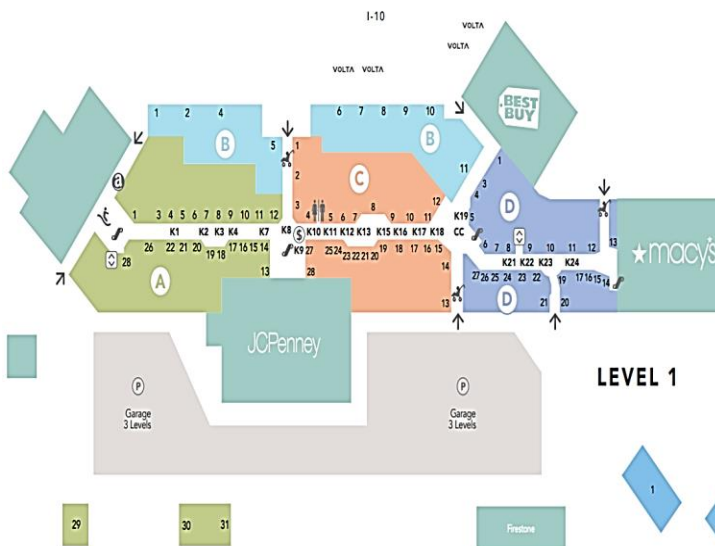 I-10
VOLTA
VOLTA
VOLTA VOLTA
BEST
BUY
1 2 4
B
5
6 7 8 9 10
B
11
1
2
3
C
8
12
1
3
4
5
D
a
1 3 4 5 6 7 8 9 10 11 12
4 5 6 7 9 10 11
K1 K2 K3 K4 K7 K8
$ K10 K11 K12 K13 K15 K16 K17 K18
K19
CC
K9
6 7 8 9 10 11 12
13
K21 K22 K23 K24
macy's
26 22 21 20 19 18 17 16 15 14
13
28
A
27 25 24 23 22 21 20 19 18 17 16 15
14
13
28
27 26 25 24 23 22
21
D
19 17 16 15 14
20
JCPenney
P
Garage
3 Levels
P
Garage
3 Levels
LEVEL 1
29
30 31
Firestone
1